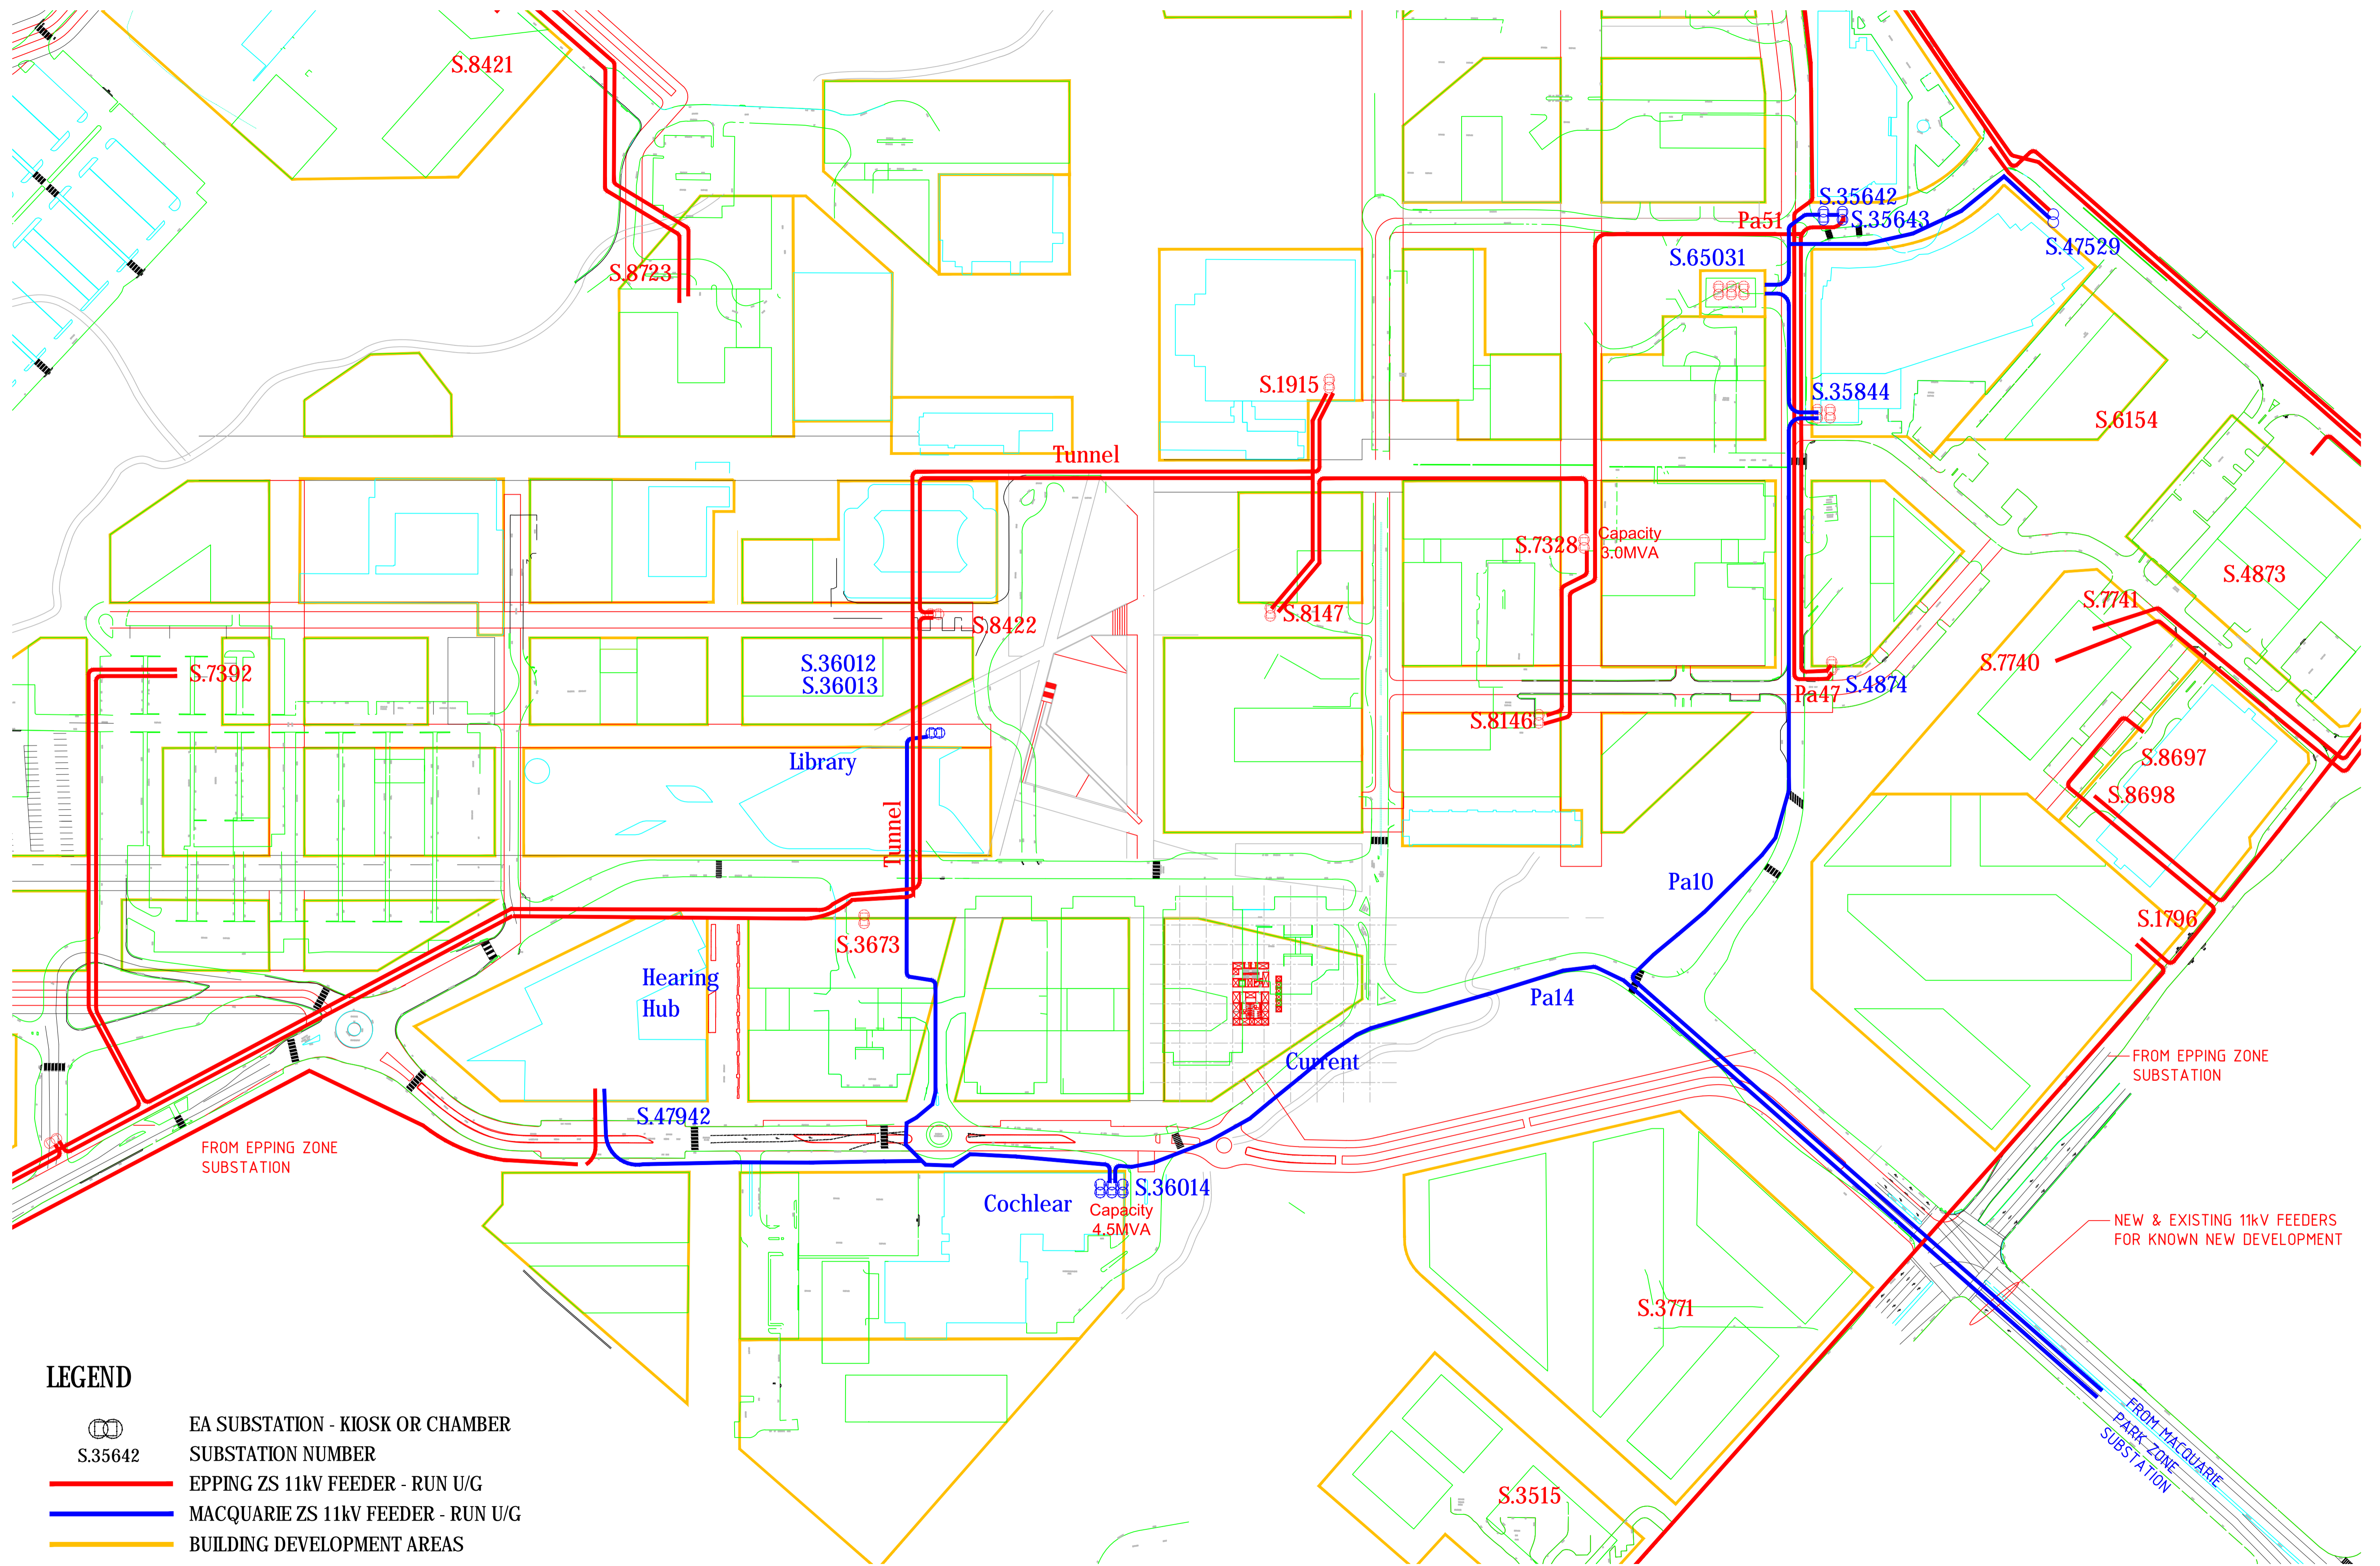 S.8421
S.35642
Pa51
S.35643
S.47529
S.65031
S.8723
S.1915
S.35844
S.6154
Tunnel
S.7328
Capacity
3.0MVA
S.4873
S.7741
S.8147
S.8422
S.36012
S.36013
S.7392
S.7740
S.4874
Pa47
S.8146
Library
S.8697
S.8698
Tunnel
Pa10
S.1796
S.3673
Hearing
Hub
Pa14
Current
FROM EPPING ZONE
SUBSTATION
S.47942
FROM EPPING ZONE
SUBSTATION
S.36014
Cochlear
Capacity
4.5MVA
NEW & EXISTING 11kV FEEDERS
FOR KNOWN NEW DEVELOPMENT
S.3771
FROM MACQUARIE
PARK ZONE
SUBSTATION
S.3515
LEGEND
EA SUBSTATION - KIOSK OR CHAMBER
S.35642 SUBSTATION NUMBER
EPPING ZS 11kV FEEDER - RUN U/G
MACQUARIE ZS 11kV FEEDER - RUN U/G
BUILDING DEVELOPMENT AREAS